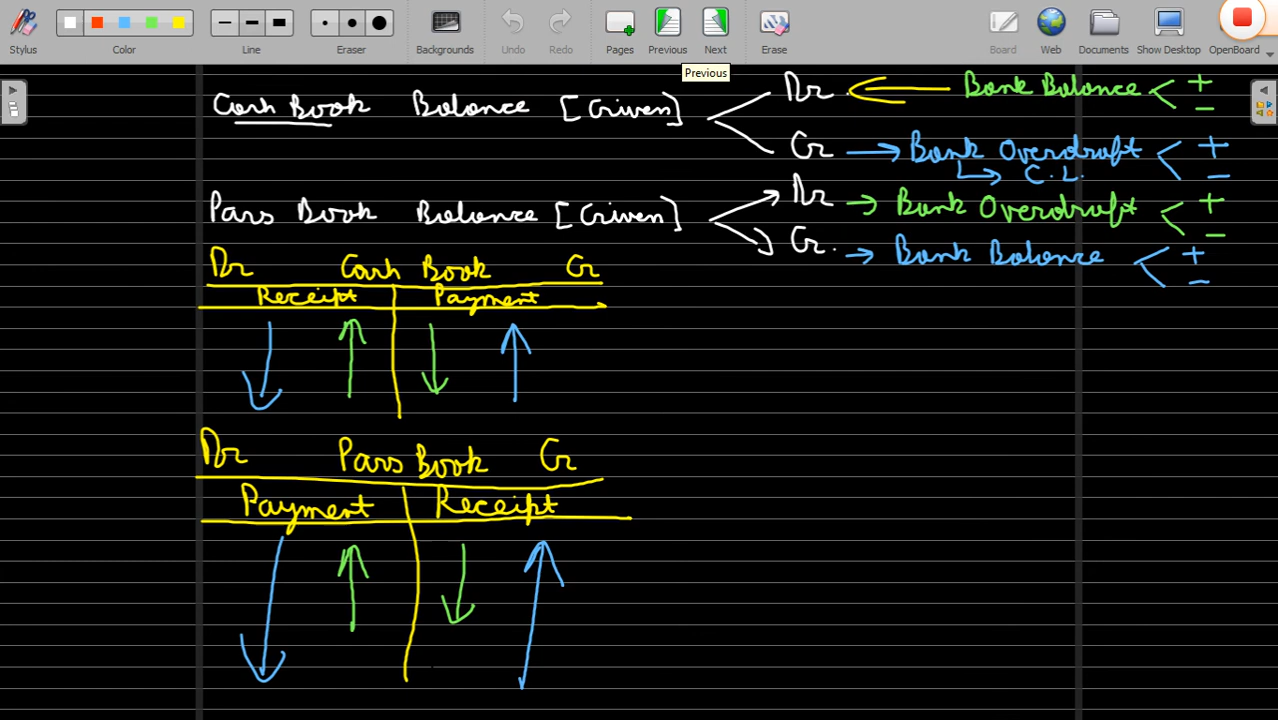 Stylus Color Line Eraser Backgrounds Undo Redo Pages Previous Next Erase Board Web Documents Show Desktop OpenBoard
Previous
Cash Book Balance [Given] Dr Bank Balance + -
Cr Bank Overdraft + -
C.L.
Pass Book Balance [Given] Dr Bank Overdraft + -
Cr. Bank Balance + -
Dr Cash Book Cr
Receipt Payment
Dr Pass Book Cr
Payment Receipt